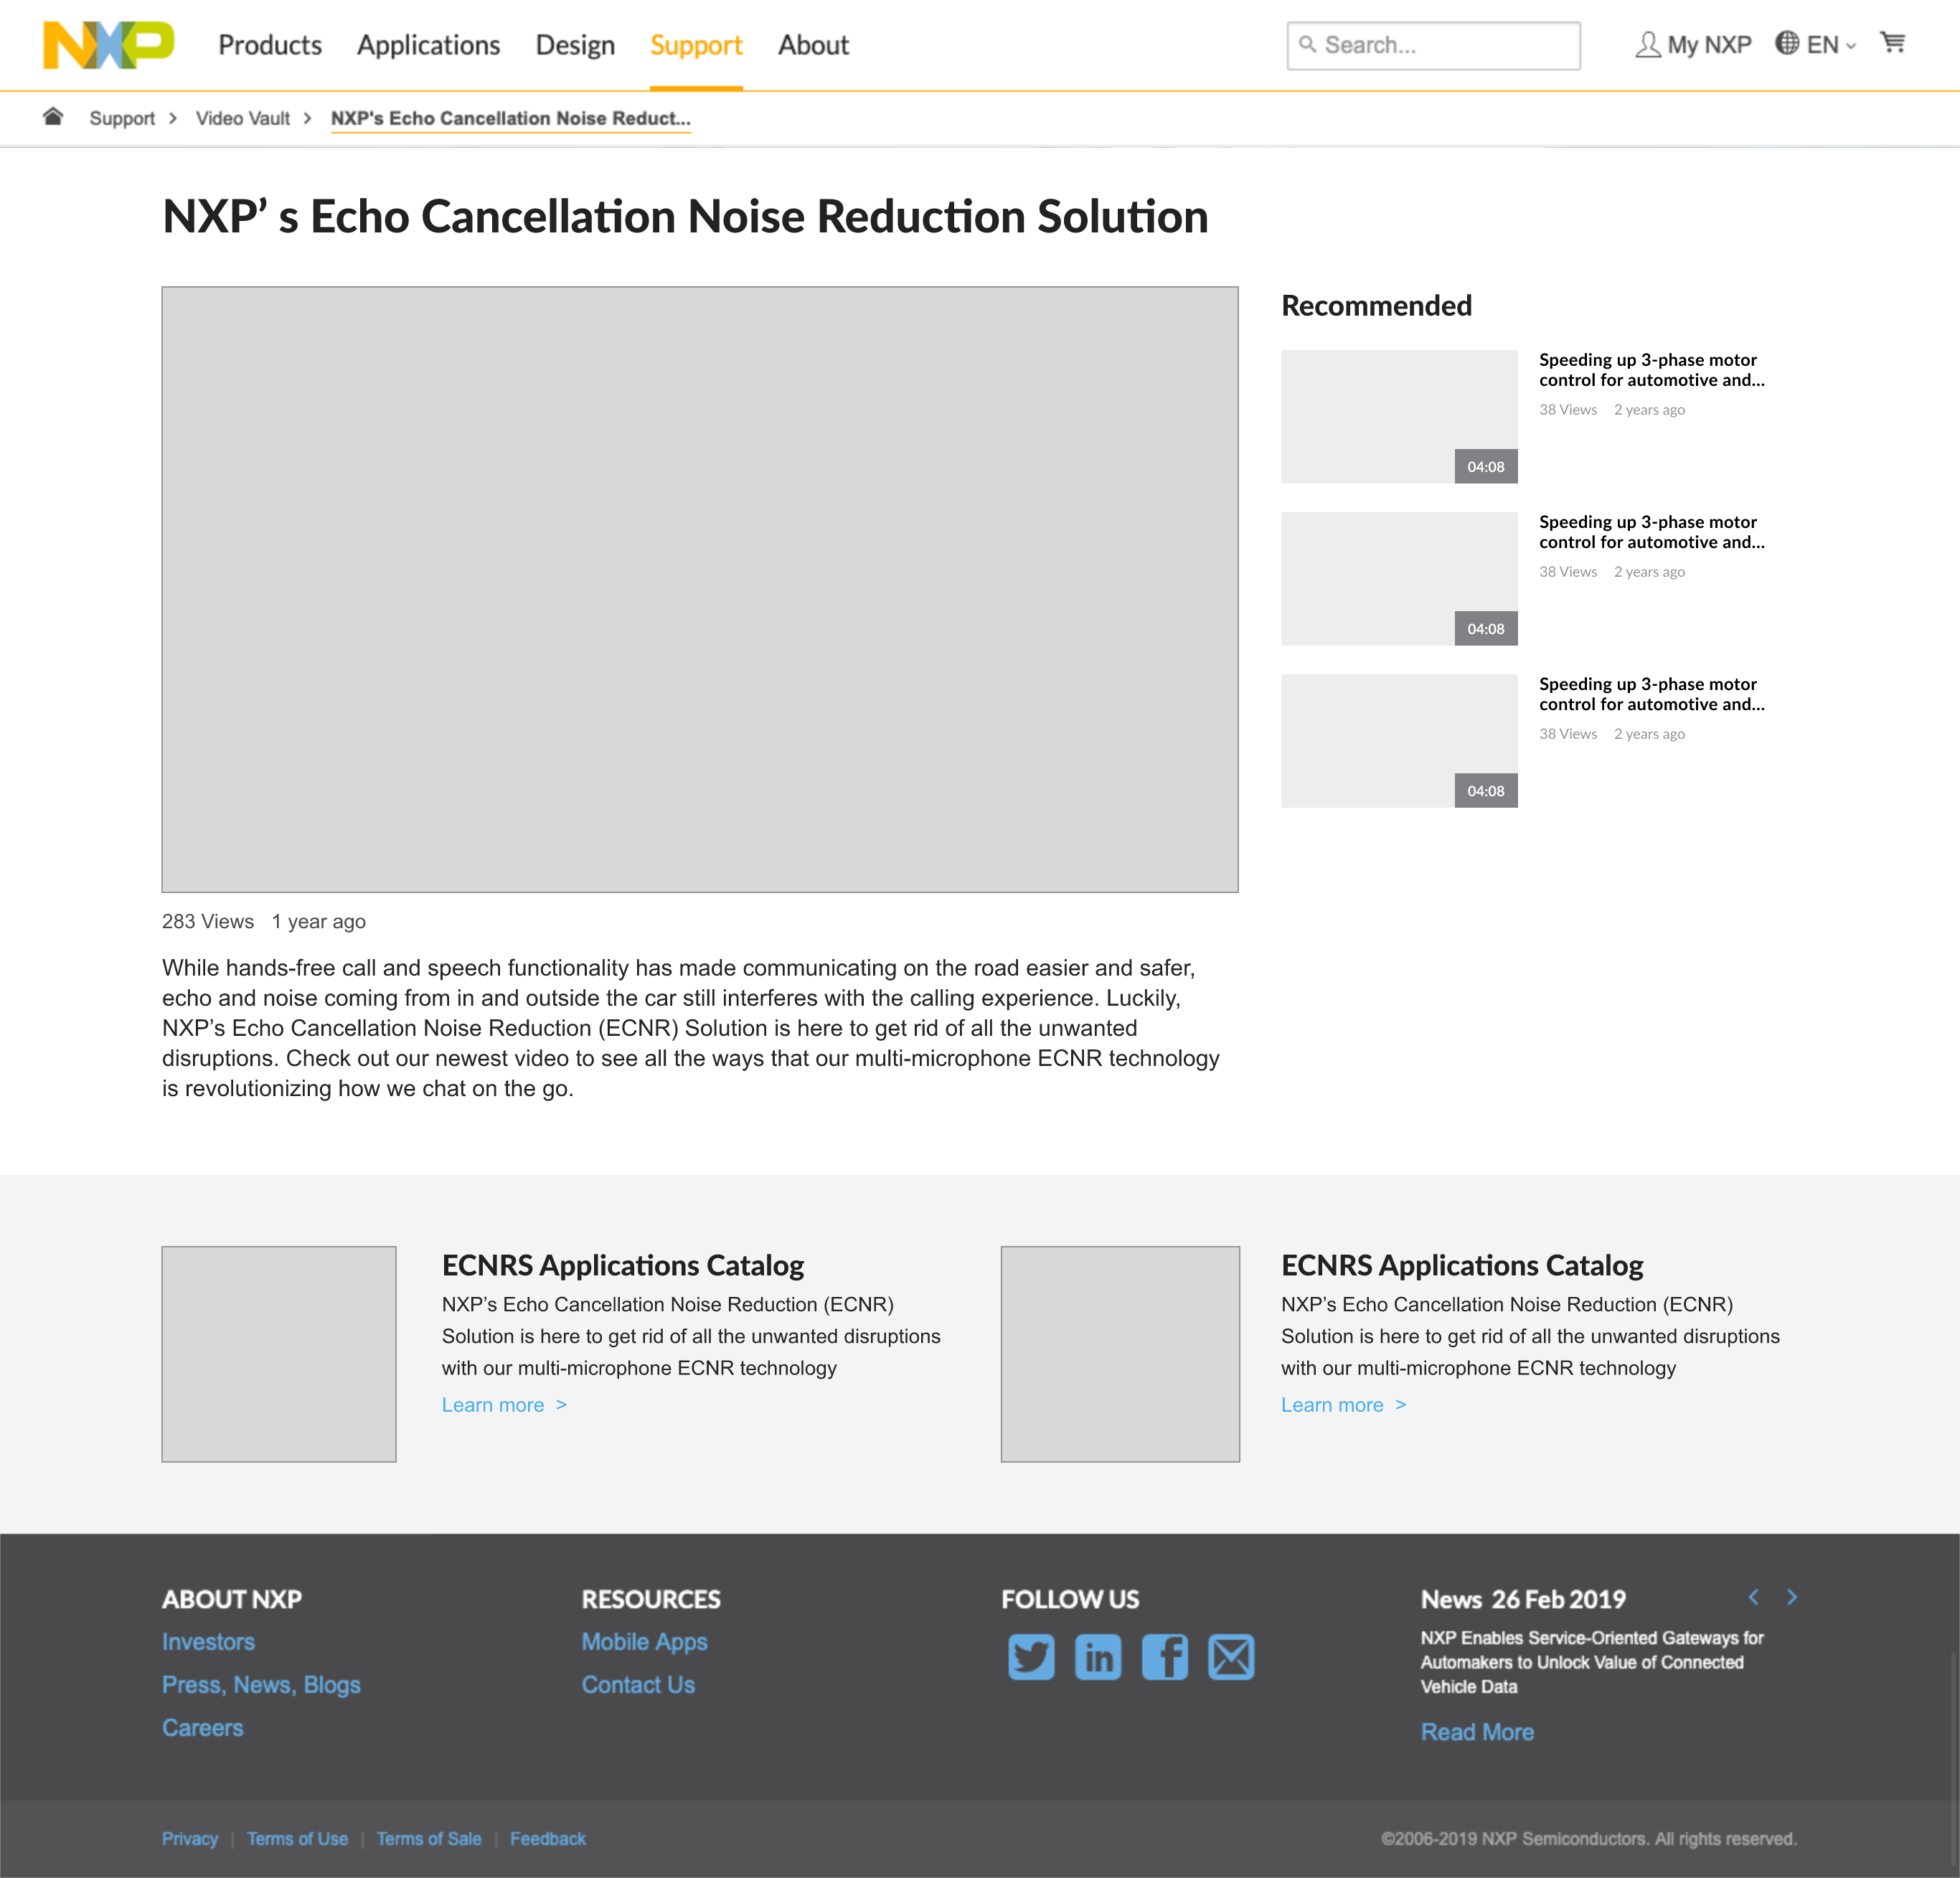 NXP
Products
Applications
Design
Support
About
Search...
My NXP
EN
Support
Video Vault
NXP's Echo Cancellation Noise Reduct...
NXP’ s Echo Cancellation Noise Reduction Solution
283 Views 1 year ago
While hands-free call and speech functionality has made communicating on the road easier and safer,
echo and noise coming from in and outside the car still interferes with the calling experience. Luckily,
NXP’s Echo Cancellation Noise Reduction (ECNR) Solution is here to get rid of all the unwanted
disruptions. Check out our newest video to see all the ways that our multi-microphone ECNR technology
is revolutionizing how we chat on the go.
Recommended
Speeding up 3-phase motor
control for automotive and...
38 Views 2 years ago
04:08
Speeding up 3-phase motor
control for automotive and...
38 Views 2 years ago
04:08
Speeding up 3-phase motor
control for automotive and...
38 Views 2 years ago
04:08
ECNRS Applications Catalog
NXP’s Echo Cancellation Noise Reduction (ECNR)
Solution is here to get rid of all the unwanted disruptions
with our multi-microphone ECNR technology
Learn more >
ECNRS Applications Catalog
NXP’s Echo Cancellation Noise Reduction (ECNR)
Solution is here to get rid of all the unwanted disruptions
with our multi-microphone ECNR technology
Learn more >
ABOUT NXP
Investors
Press, News, Blogs
Careers
RESOURCES
Mobile Apps
Contact Us
FOLLOW US
in
News 26 Feb 2019
NXP Enables Service-Oriented Gateways for
Automakers to Unlock Value of Connected
Vehicle Data
Read More
Privacy | Terms of Use | Terms of Sale | Feedback
©2006-2019 NXP Semiconductors. All rights reserved.